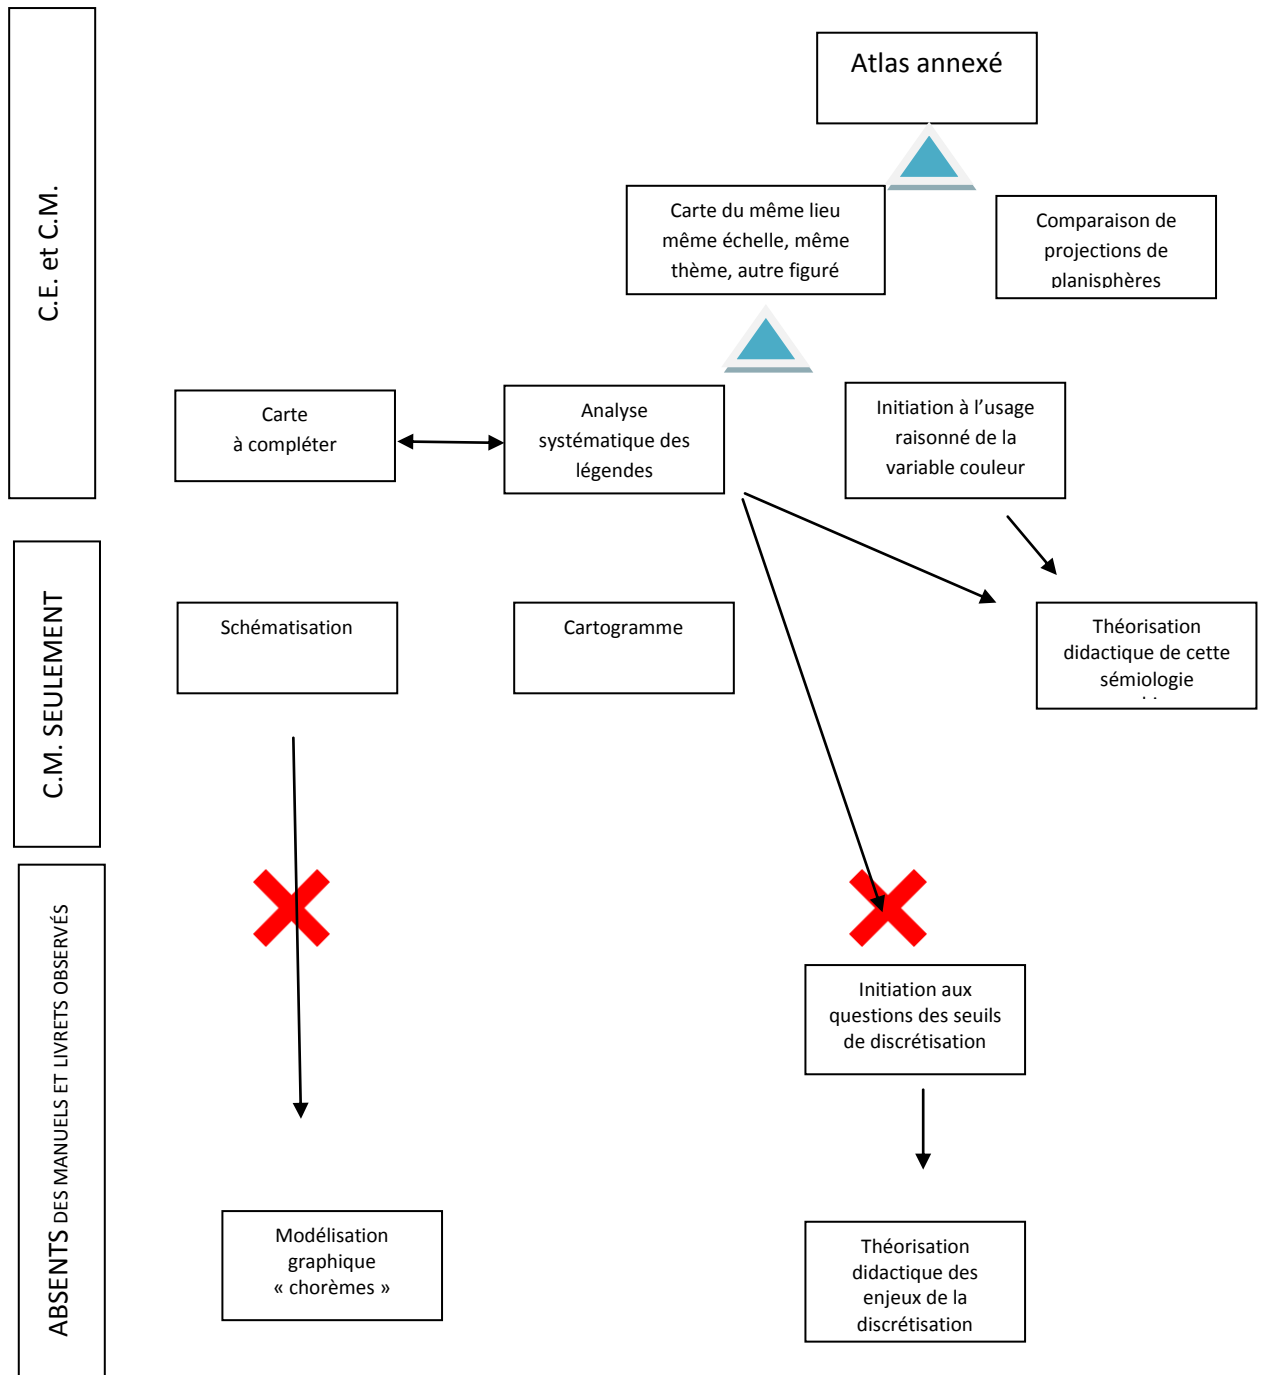 C.E. et C.M.
Atlas annexé
Carte du même lieu
même échelle, même
thème, autre figuré
Comparaison de
projections de
planisphères
Carte
à compléter
Analyse
systématique des
légendes
Initiation à l’usage
raisonné de la
variable couleur
C.M. SEULEMENT
Schématisation
Cartogramme
Théorisation
didactique de cette
sémiologie
ABSENTS DES MANUELS ET LIVRETS OBSERVÉS
Initiation aux
questions des seuils
de discrétisation
Modélisation
graphique
« chorèmes »
Théorisation
didactique des
enjeux de la
discrétisation